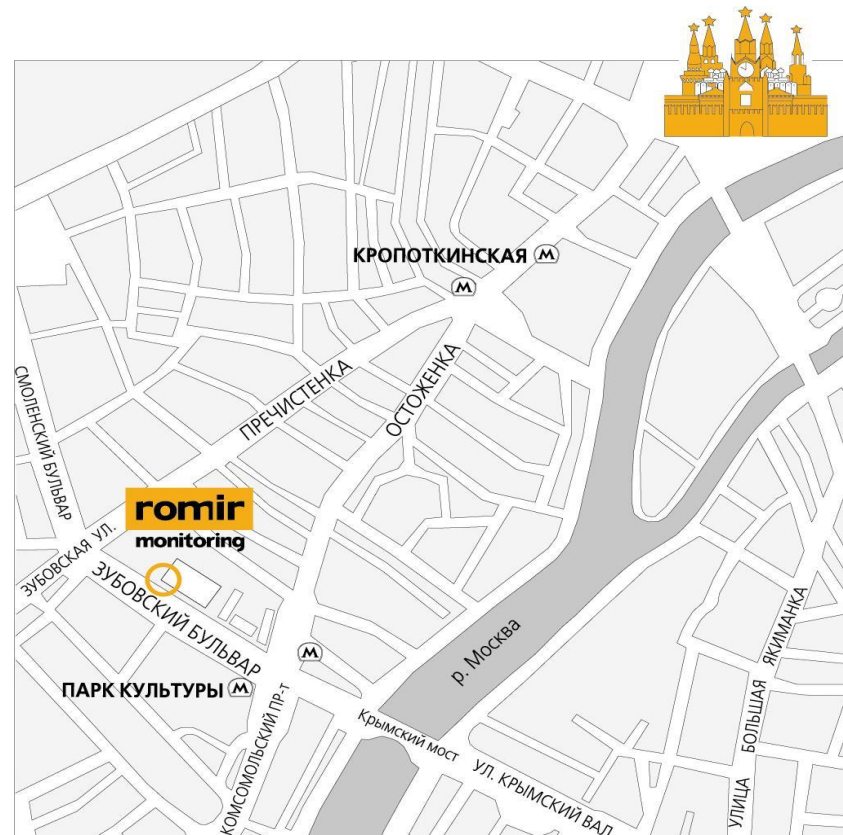 КРОПОТКИНСКАЯ М
М
ПРЕЧИСТЕНКА
ОСТОЖЕНКА
СМОЛЕНСКИЙ БУЛЬВАР
romir
monitoring
ЗУБОВСКАЯ УЛ.
ЗУБОВСКИЙ БУЛЬВАР
М
ПАРК КУЛЬТУРЫ М
р. Москва
Крымский мост
УЛ. КРЫМСКИЙ ВАЛ
КОМСОМОЛЬСКИЙ ПР-Т
УЛИЦА БОЛЬШАЯ ЯКИМАНКА